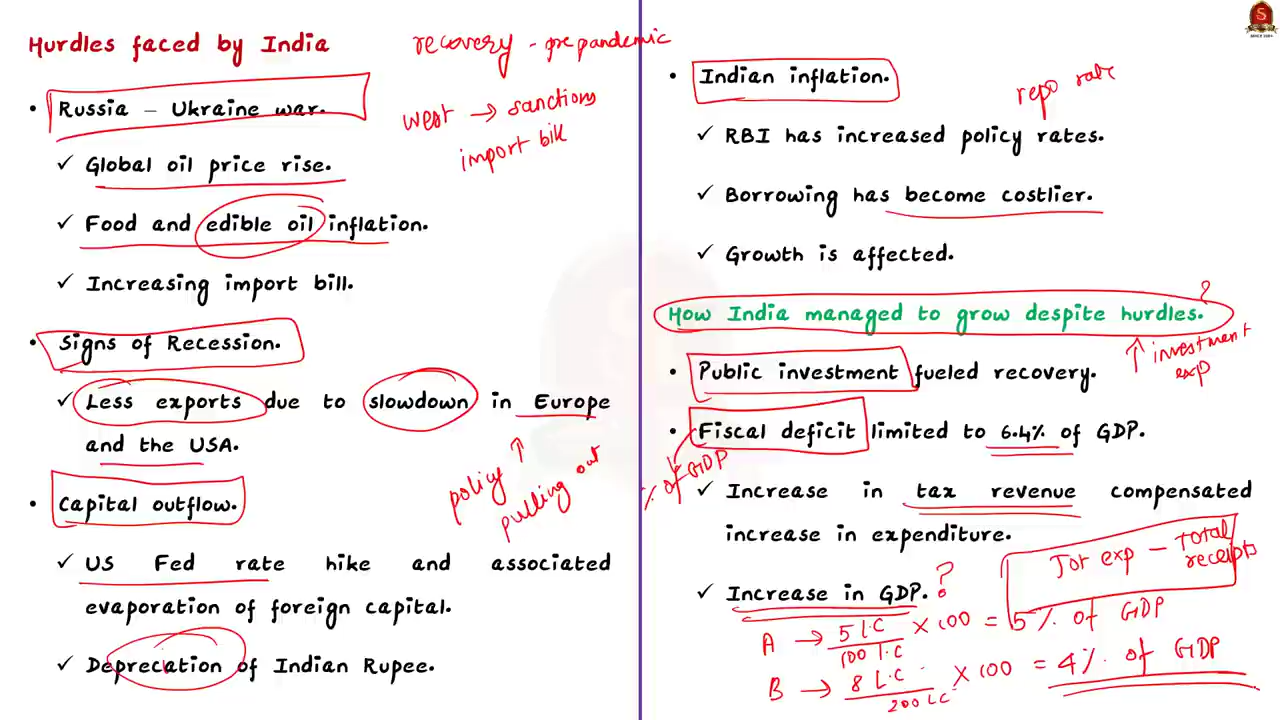 Hurdles faced by India
recovery - prepandemic
• Russia – Ukraine war.
west → sanctions
import bill
✓ Global oil price rise.
✓ Food and edible oil inflation.
✓ Increasing import bill.
• Signs of Recession.
✓ Less exports due to slowdown in Europe
and the USA.
policy ↑
pulling out
• Capital outflow.
✓ US Fed rate hike and associated
evaporation of foreign capital.
✓ Deprecation of Indian Rupee.
S
• Indian inflation.
repo rate
✓ RBI has increased policy rates.
✓ Borrowing has become costlier.
✓ Growth is affected.
How India managed to grow despite hurdles. ?
↑ investment
exp
• Public investment fueled recovery.
• Fiscal deficit limited to 6.4% of GDP.
% of GDP
✓ Increase in tax revenue compensated
increase in expenditure.
Tot exp – Total
receipts
✓ Increase in GDP. ?
A → 5 l.c / 100 l.c × 100 = 5% of GDP
B → 8 L.C / 200 L C × 100 = 4% of GDP